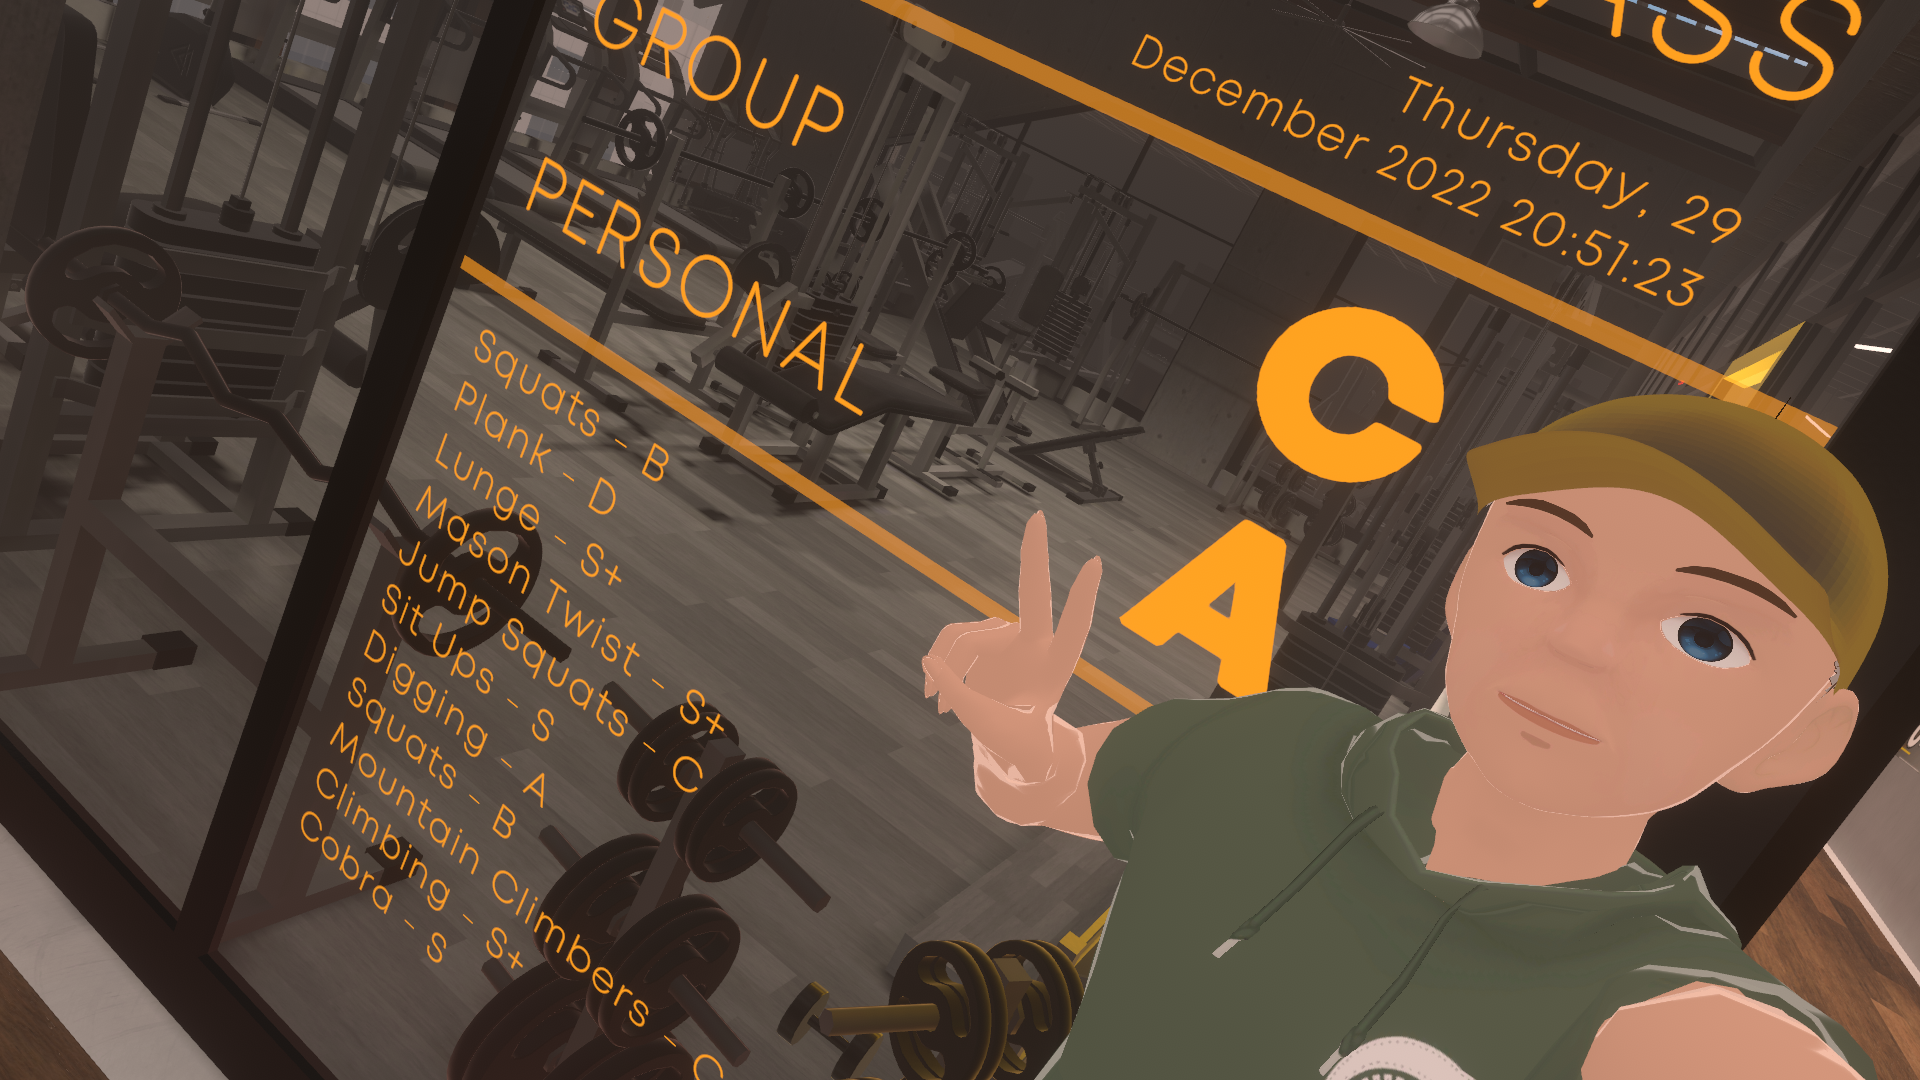 ASS
Thursday, 29
December 2022 20:51:23
GROUP
C
PERSONAL
A
Squats - B
Plank - D
Lunge - S+
Mason Twist - S+
Jump Squats - C
Sit Ups - S
Digging - A
Squats - B
Mountain Climbers - C
Climbing - S+
Cobra - S